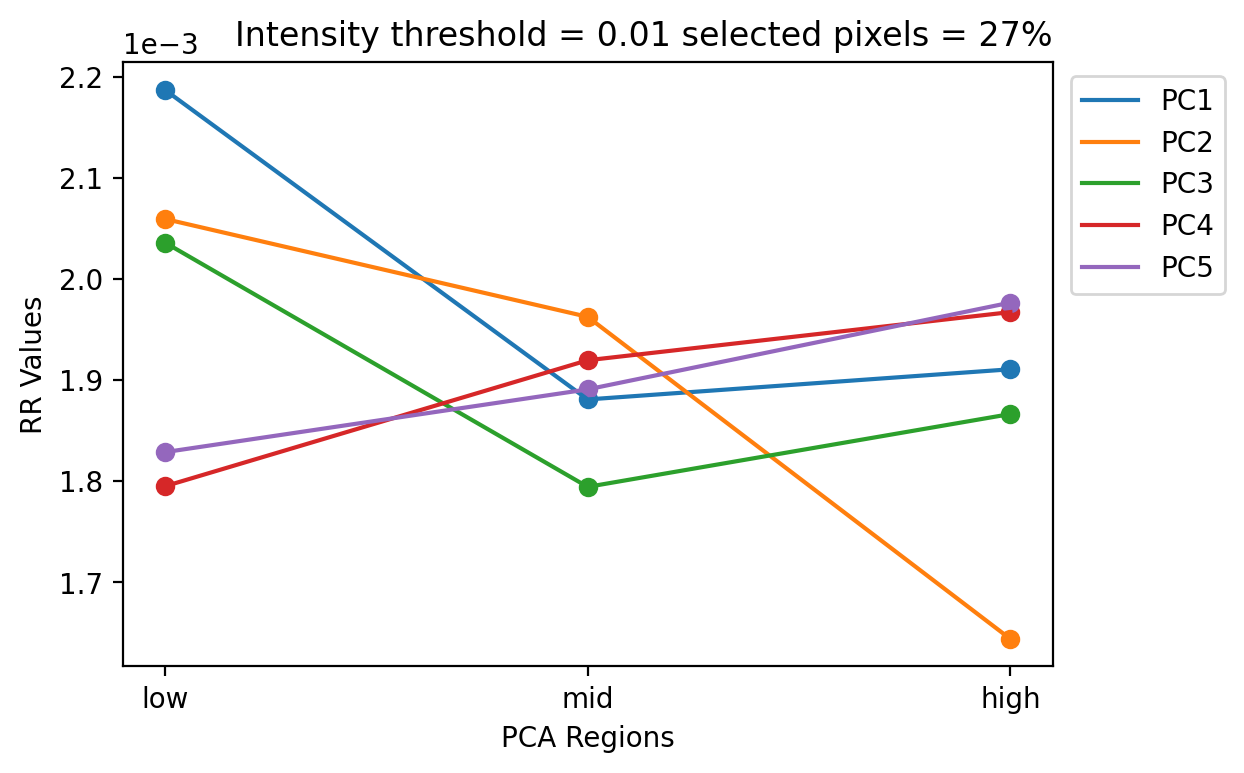 Intensity threshold = 0.01 selected pixels = 27%
1e−3
2.2
2.1
2.0
1.9
1.8
1.7
RR Values
low
mid
high
PCA Regions
PC1
PC2
PC3
PC4
PC5